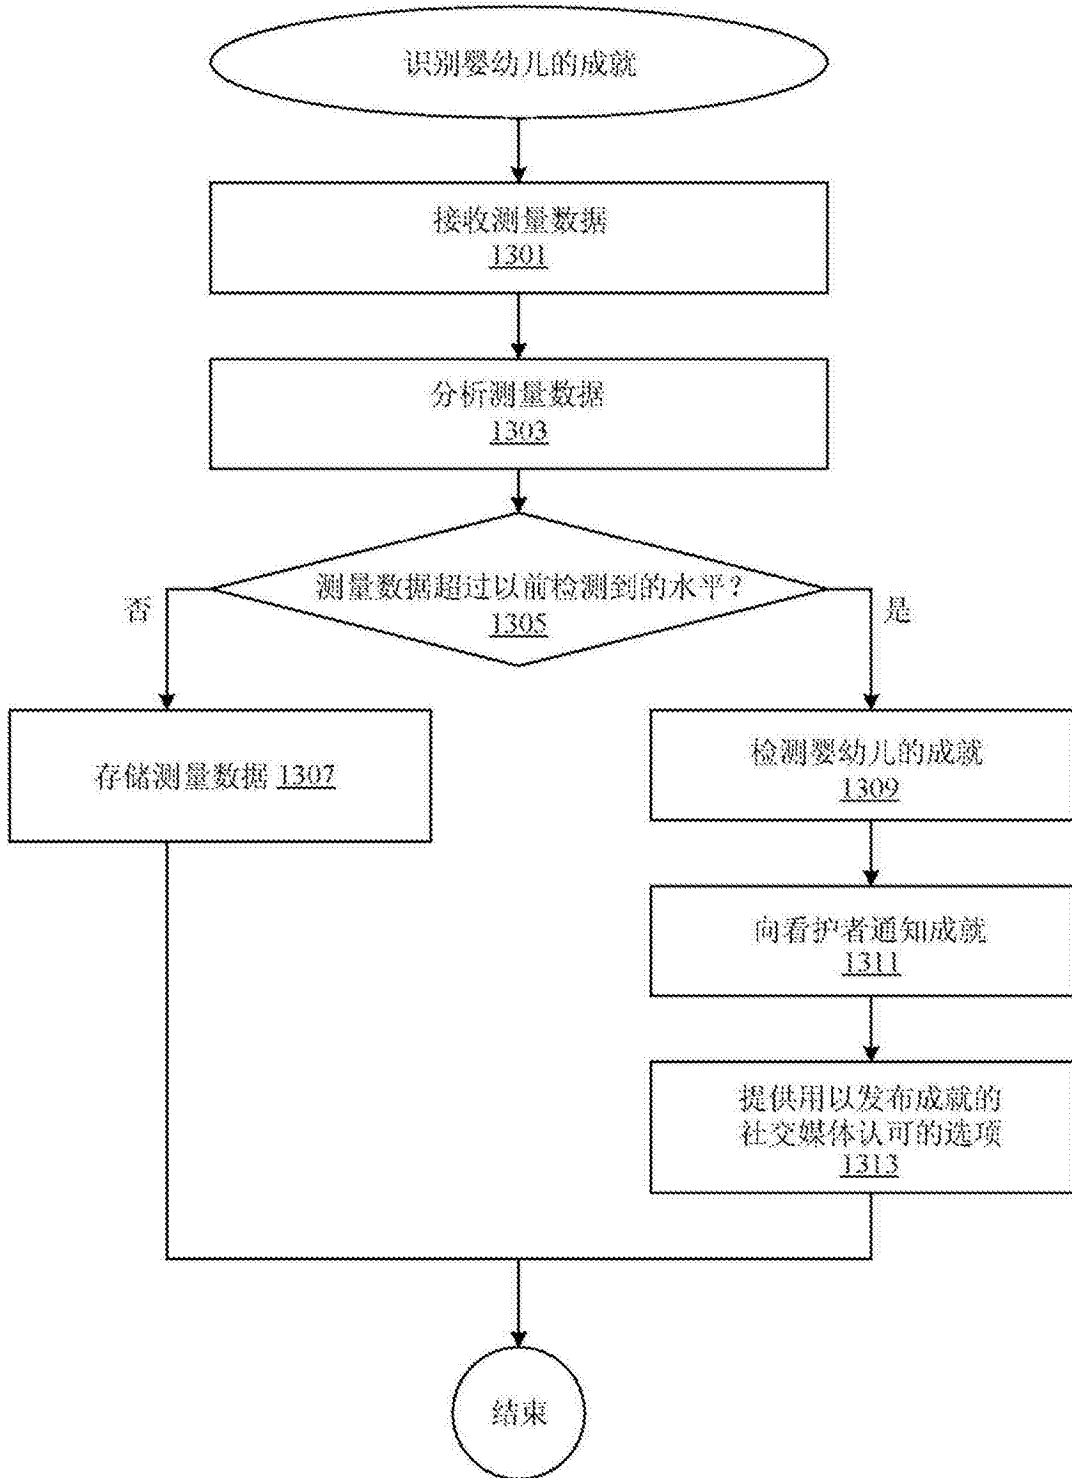 识别婴幼儿的成就
接收测量数据
1301
分析测量数据
1303
测量数据超过以前检测到的水平？
1305
否
是
存储测量数据 1307
检测婴幼儿的成就
1309
向看护者通知成就
1311
提供用以发布成就的
社交媒体认可的选项
1313
结束